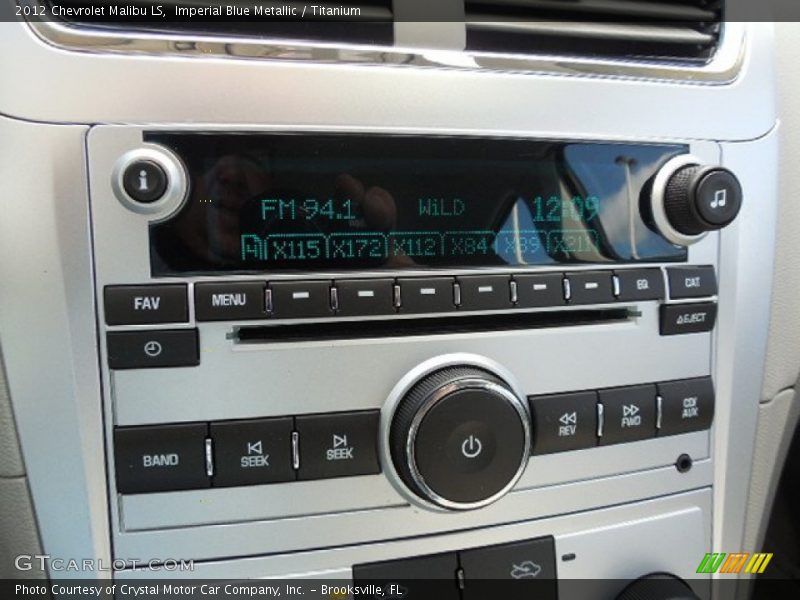 2012 Chevrolet Malibu LS, Imperial Blue Metallic / Titanium
i
FM 94.1 WiLD 12:09
A X115 X172 X112 X84 X39
FAV MENU EQ CAT
EJECT
BAND SEEK SEEK REV FWD CD/AUX
GTCARLOT.COM
Photo Courtesy of Crystal Motor Car Company, Inc. – Brooksville, FL